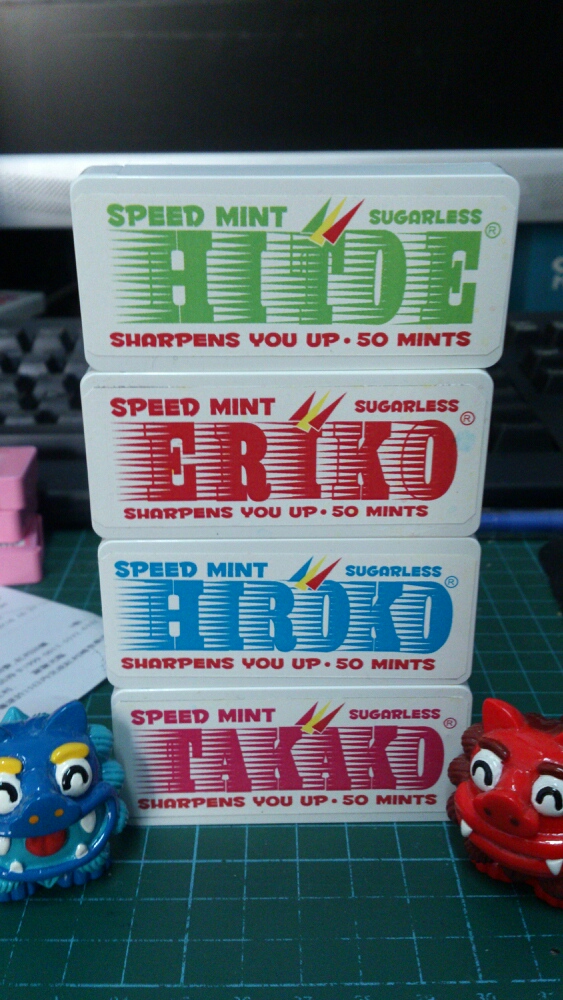 SPEED MINT SUGARLESS
HITDE®
SHARPENS YOU UP • 50 MINTS
SPEED MINT SUGARLESS
ERIKO®
SHARPENS YOU UP • 50 MINTS
SPEED MINT SUGARLESS
HIROKO®
SHARPENS YOU UP • 50 MINTS
SPEED MINT SUGARLESS
TAKAKO®
SHARPENS YOU UP • 50 MINTS